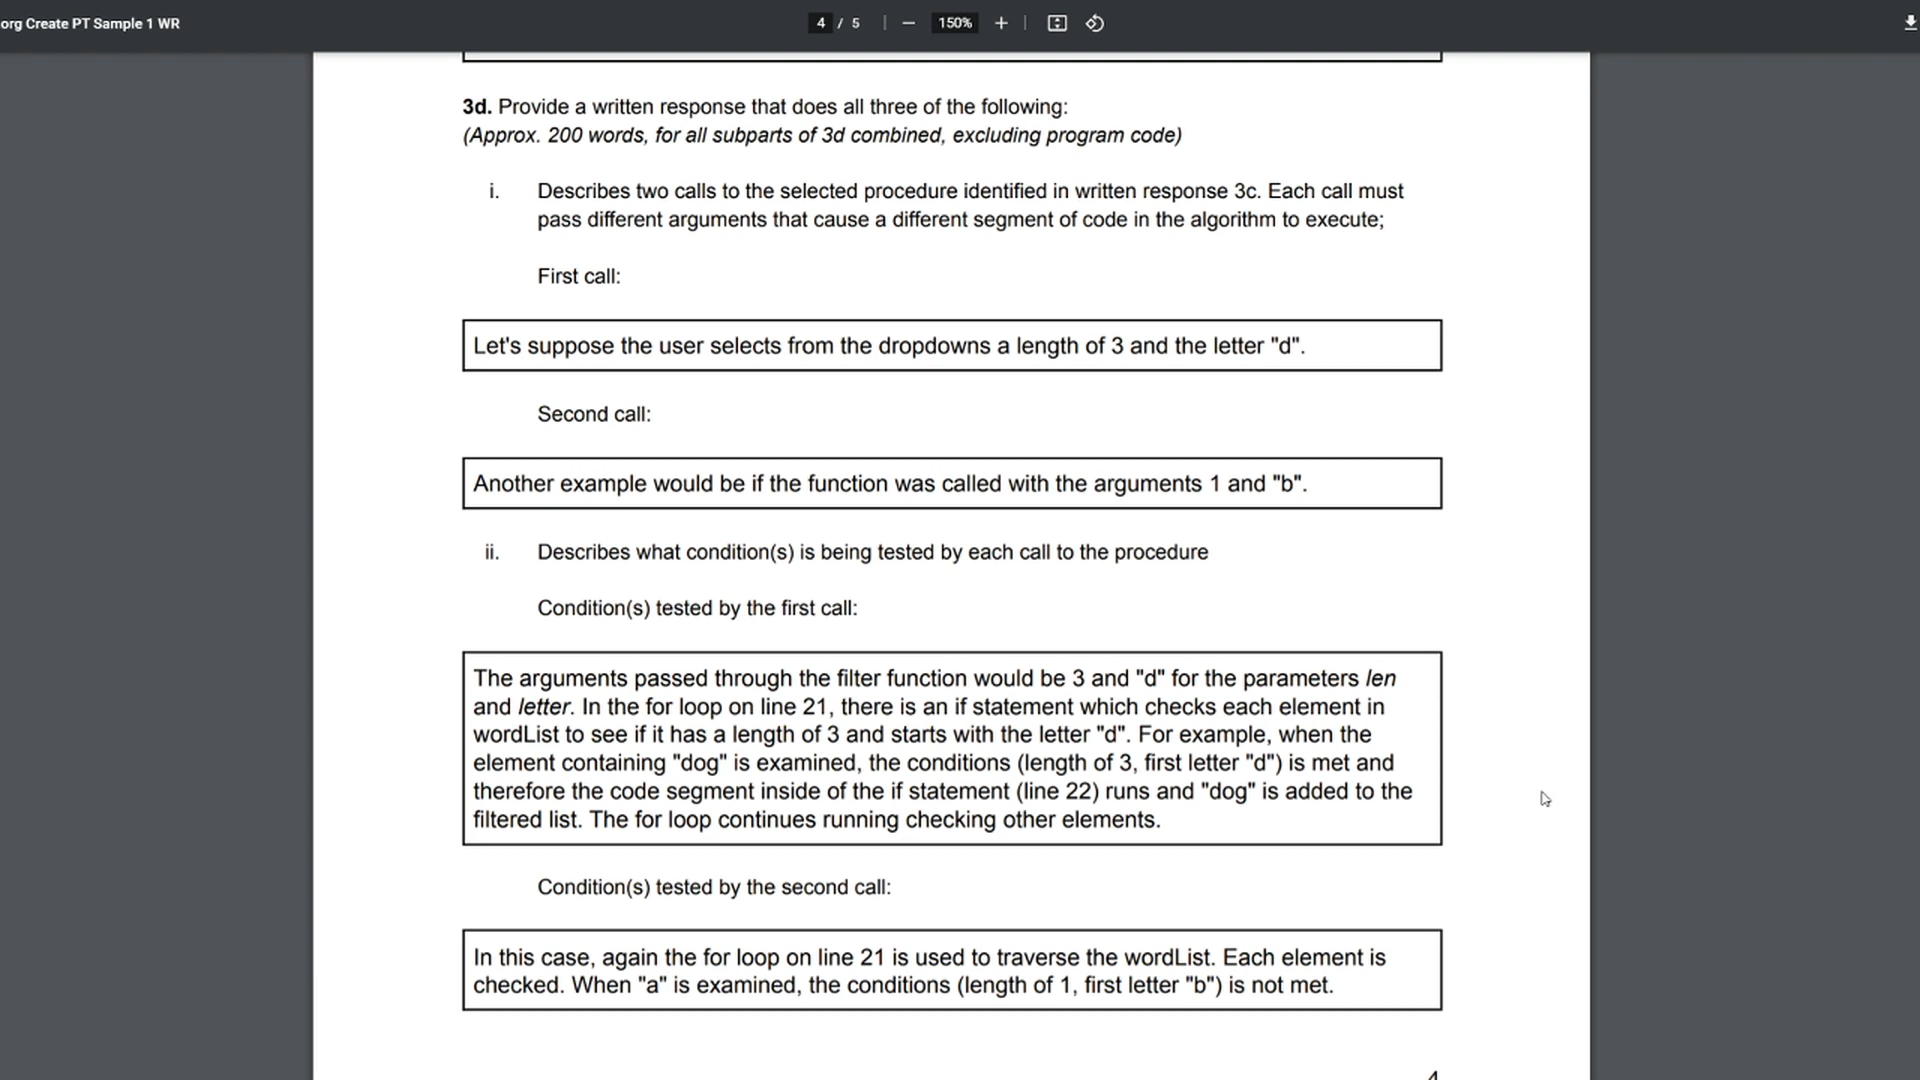 org Create PT Sample 1 WR
4 / 5
150%
3d. Provide a written response that does all three of the following:
(Approx. 200 words, for all subparts of 3d combined, excluding program code)
i. Describes two calls to the selected procedure identified in written response 3c. Each call must
pass different arguments that cause a different segment of code in the algorithm to execute;
First call:
Let's suppose the user selects from the dropdowns a length of 3 and the letter "d".
Second call:
Another example would be if the function was called with the arguments 1 and "b".
ii. Describes what condition(s) is being tested by each call to the procedure
Condition(s) tested by the first call:
The arguments passed through the filter function would be 3 and "d" for the parameters len
and letter. In the for loop on line 21, there is an if statement which checks each element in
wordList to see if it has a length of 3 and starts with the letter "d". For example, when the
element containing "dog" is examined, the conditions (length of 3, first letter "d") is met and
therefore the code segment inside of the if statement (line 22) runs and "dog" is added to the
filtered list. The for loop continues running checking other elements.
Condition(s) tested by the second call:
In this case, again the for loop on line 21 is used to traverse the wordList. Each element is
checked. When "a" is examined, the conditions (length of 1, first letter "b") is not met.
4